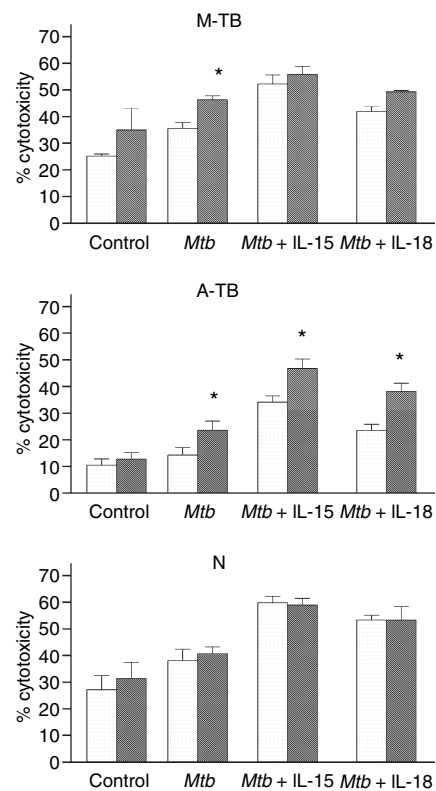 M-TB
% cytotoxicity
70
60
50
40
30
20
10
0
*
Control Mtb Mtb + IL-15 Mtb + IL-18
A-TB
% cytotoxicity
70
60
50
40
30
20
10
0
* * *
Control Mtb Mtb + IL-15 Mtb + IL-18
N
% cytotoxicity
70
60
50
40
30
20
10
0
Control Mtb Mtb + IL-15 Mtb + IL-18